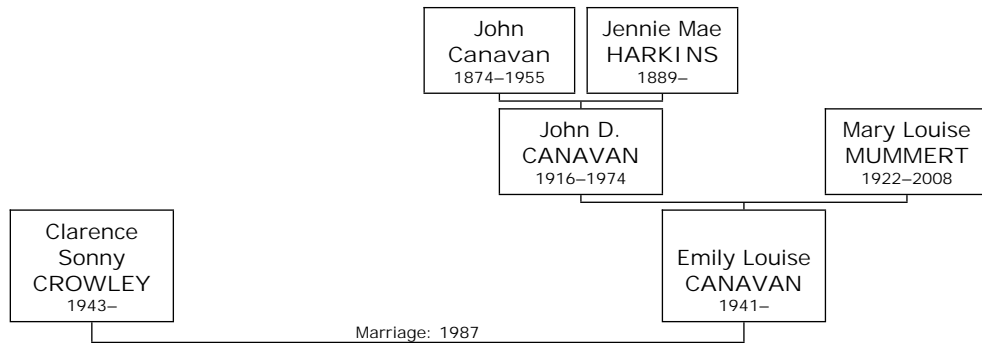 John
Canavan
1874–1955
Jennie Mae
HARKINS
1889–
John D.
CANAVAN
1916–1974
Mary Louise
MUMMERT
1922–2008
Clarence
Sonny
CROWLEY
1943–
Emily Louise
CANAVAN
1941–
Marriage: 1987